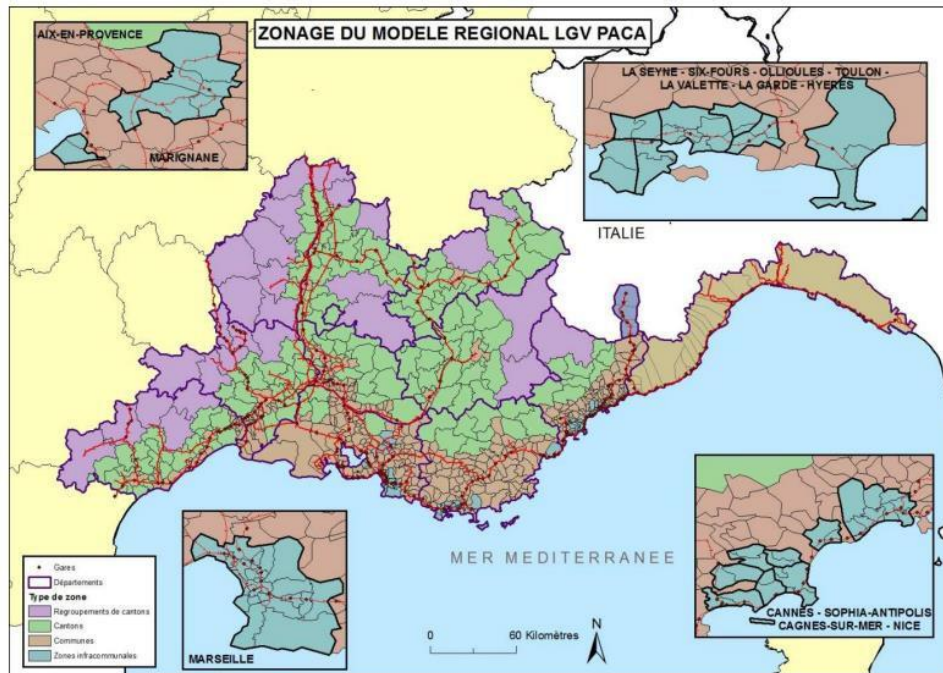 ZONAGE DU MODELE REGIONAL LGV PACA
AIX-EN-PROVENCE
MARIGNANE
LA SEYNE - SIX-FOURS - OLLIOULES - TOULON -
LA VALETTE - LA GARDE - HYERES
ITALIE
MER MEDITERRANEE
Gares
Départements
Type de zone
Regroupements de cantons
Cantons
Communes
Zones infracommunales
MARSEILLE
0 60 Kilomètres
N
CANNES - SOPHIA-ANTIPOLIS
CAGNES-SUR-MER - NICE